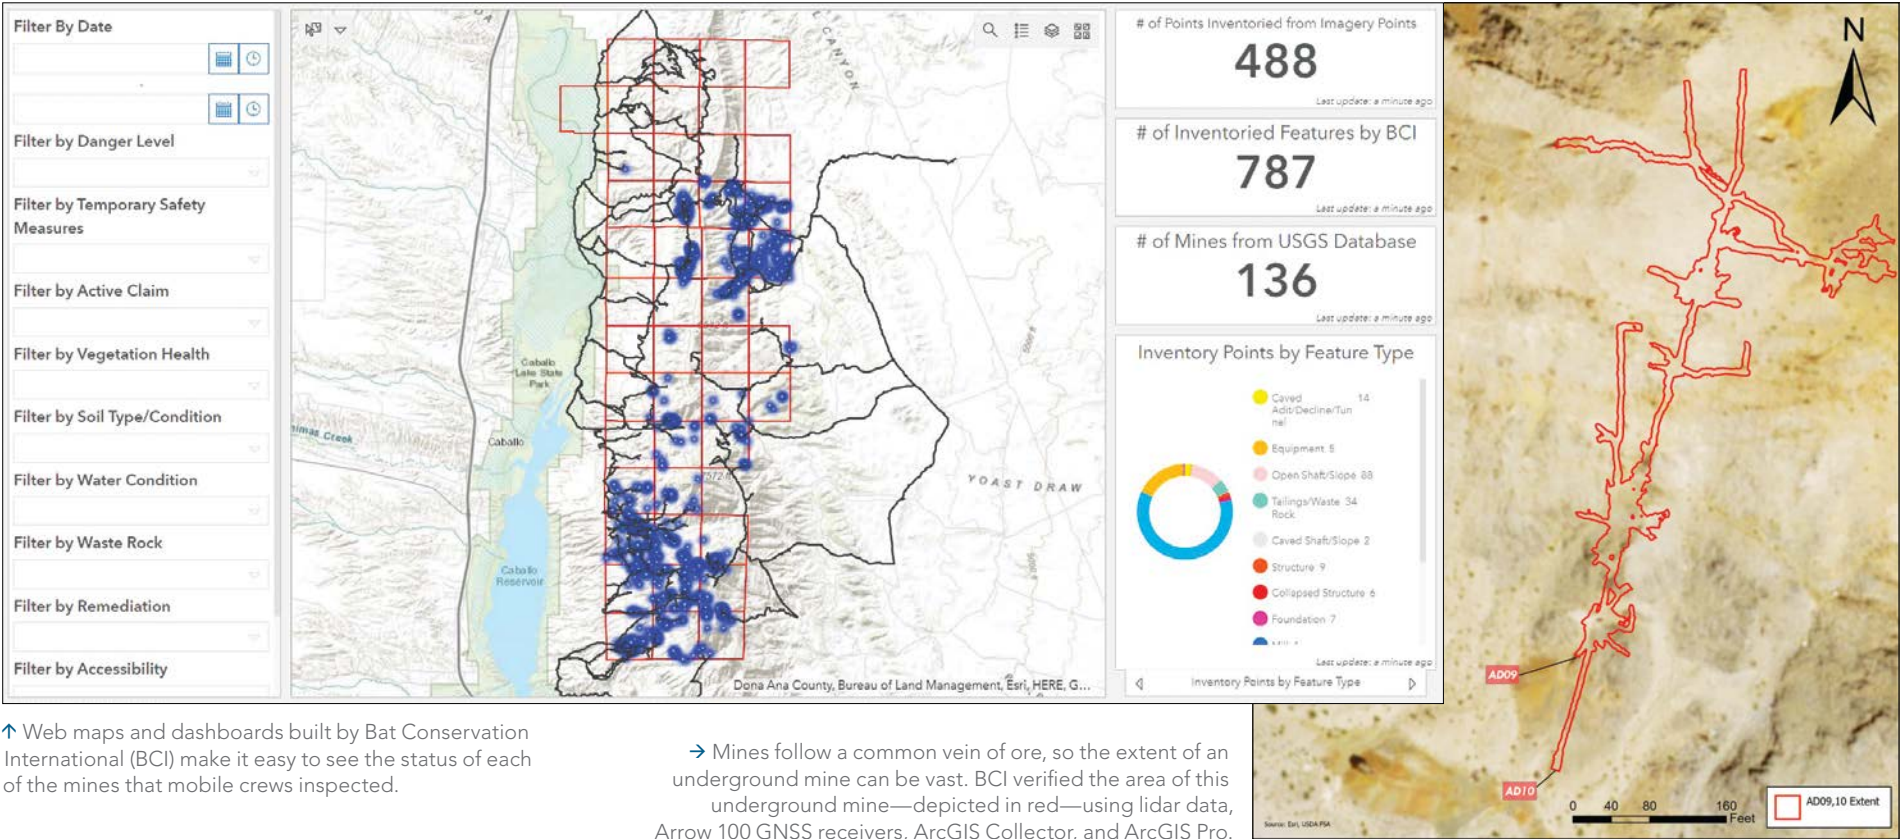 Filter By Date
Filter by Danger Level
Filter by Temporary Safety
Measures
Filter by Active Claim
Filter by Vegetation Health
Filter by Soil Type/Condition
Filter by Water Condition
Filter by Waste Rock
Filter by Remediation
Filter by Accessibility
CANYON
Caballo
Lake State
Park
Caballo
Caballo
Reservoir
YOAST DRAW
Dona Ana County, Bureau of Land Management, Esri, HERE, G...
# of Points Inventoried from Imagery Points
488
Last update: a minute ago
# of Inventoried Features by BCI
787
Last update: a minute ago
# of Mines from USGS Database
136
Last update: a minute ago
Inventory Points by Feature Type
Caved 14
Adit/Decline/Tun
nel
Equipment 5
Open Shaft/Slope 88
Tailings/Waste 34
Rock
Caved Shaft/Slope 2
Structure 9
Collapsed Structure 6
Foundation 7
Last update: a minute ago
Inventory Points by Feature Type
N
AD09
AD10
0 40 80 160
Feet
AD09,10 Extent
Source: Esri, USDA FSA
↑ Web maps and dashboards built by Bat Conservation
International (BCI) make it easy to see the status of each
of the mines that mobile crews inspected.
→ Mines follow a common vein of ore, so the extent of an
underground mine can be vast. BCI verified the area of this
underground mine—depicted in red—using lidar data,
Arrow 100 GNSS receivers, ArcGIS Collector, and ArcGIS Pro.